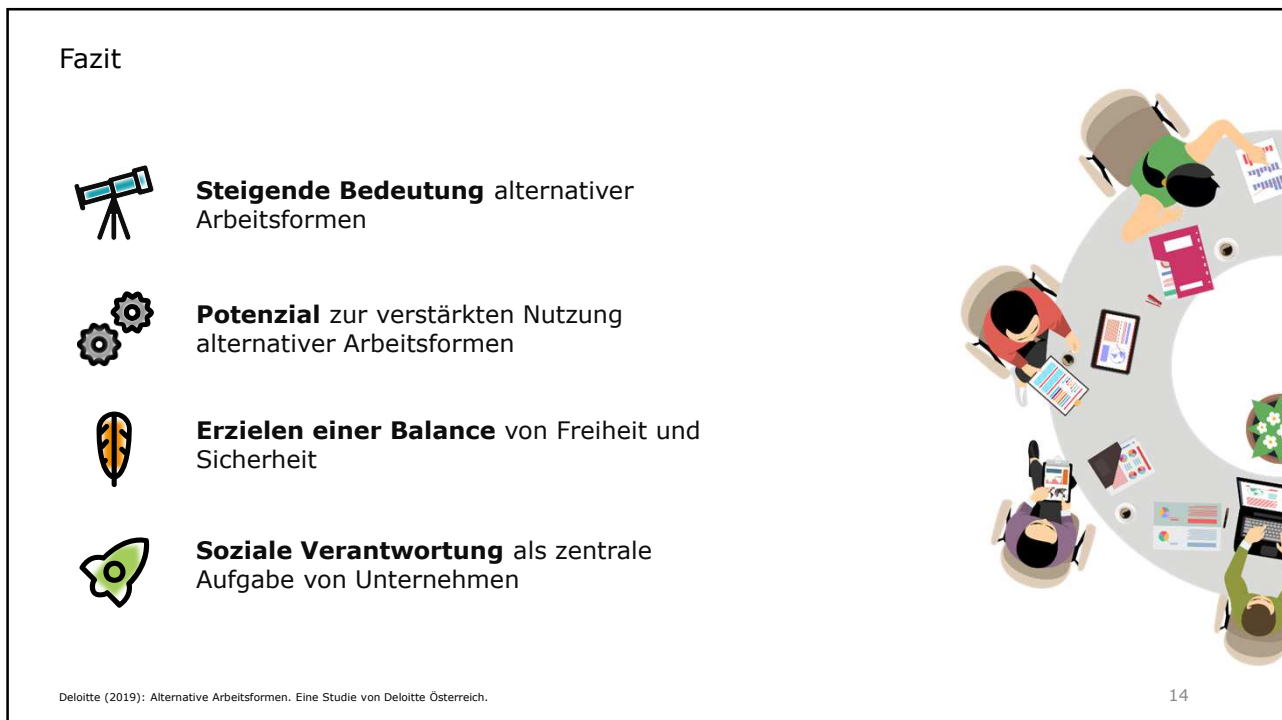 Fazit
Steigende Bedeutung alternativer
Arbeitsformen
Potenzial zur verstärkten Nutzung
alternativer Arbeitsformen
Erzielen einer Balance von Freiheit und
Sicherheit
Soziale Verantwortung als zentrale
Aufgabe von Unternehmen
Deloitte (2019): Alternative Arbeitsformen. Eine Studie von Deloitte Österreich.
14